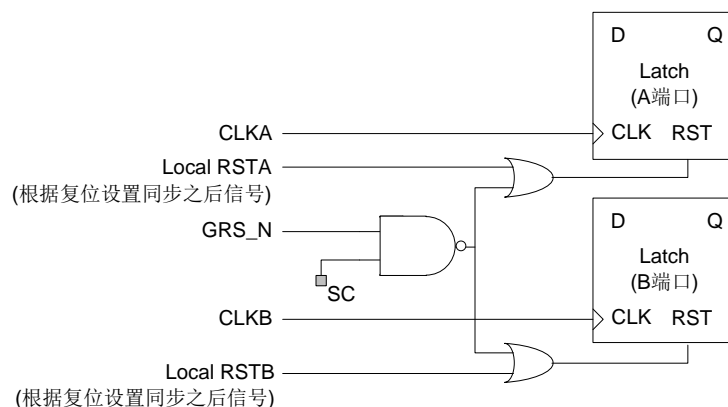 D Q
Latch
(A端口)
CLKA
CLK RST
Local RSTA
(根据复位设置同步之后信号)
GRS_N
D Q
Latch
(B端口)
SC
CLKB
CLK RST
Local RSTB
(根据复位设置同步之后信号)